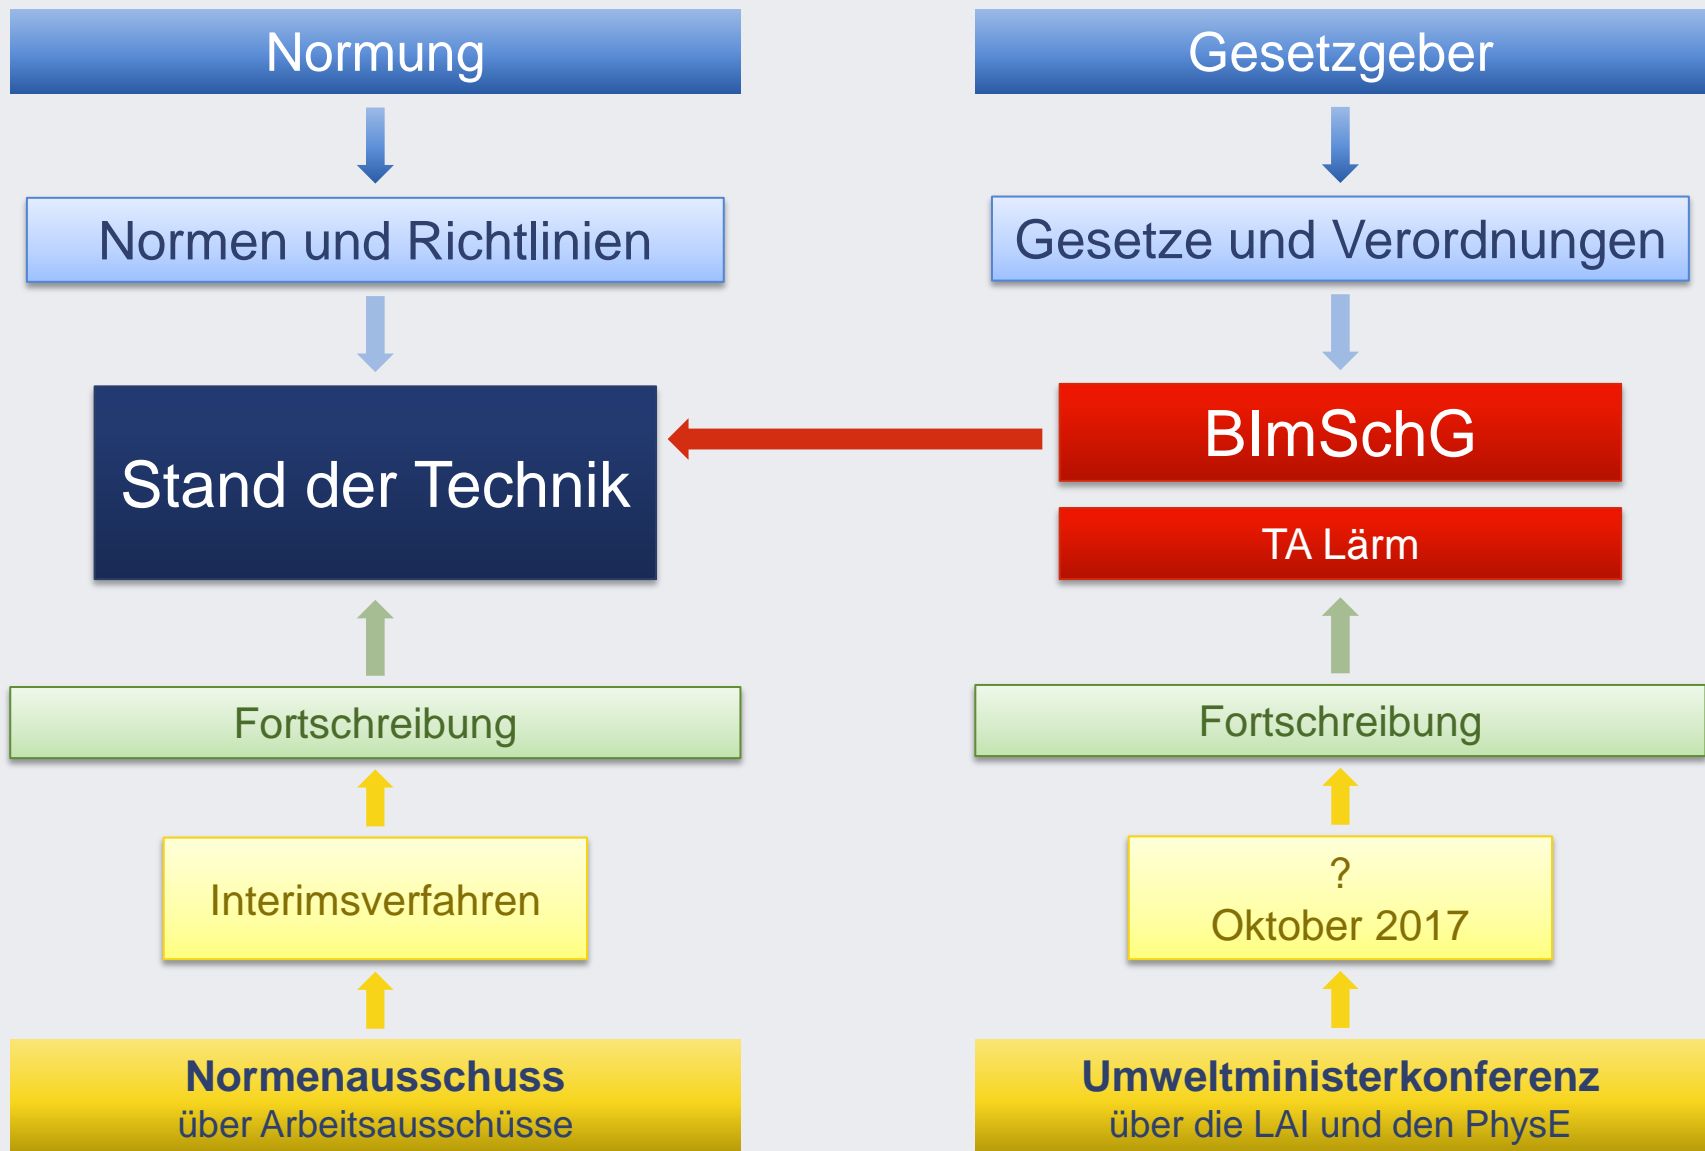 Normung
Normen und Richtlinien
Stand der Technik
Fortschreibung
Interimsverfahren
Normenausschuss
über Arbeitsausschüsse
Gesetzgeber
Gesetze und Verordnungen
BImSchG
TA Lärm
Fortschreibung
?
Oktober 2017
Umweltministerkonferenz
über die LAI und den PhysE